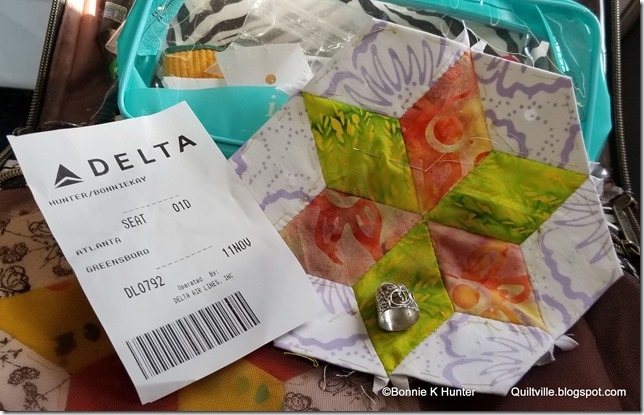 DELTA
HUNTER/BONNIEKAY
SEAT 01D
ATLANTA
GREENSBORO
DL0792 11NOV
Operated By:
DELTA AIR LINES, INC
©Bonnie K Hunter Quiltville.blogspot.com